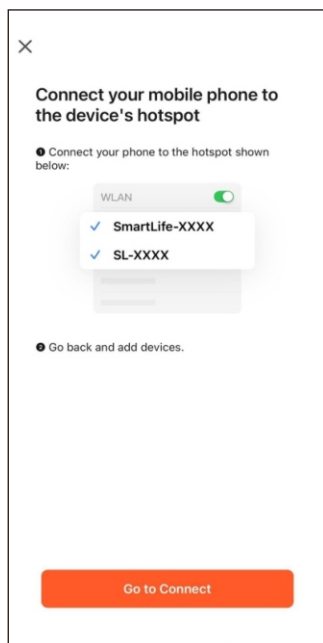 Connect your mobile phone to
the device's hotspot
❶ Connect your phone to the hotspot shown
below:
WLAN
SmartLife-XXXX
SL-XXXX
❷ Go back and add devices.
Go to Connect